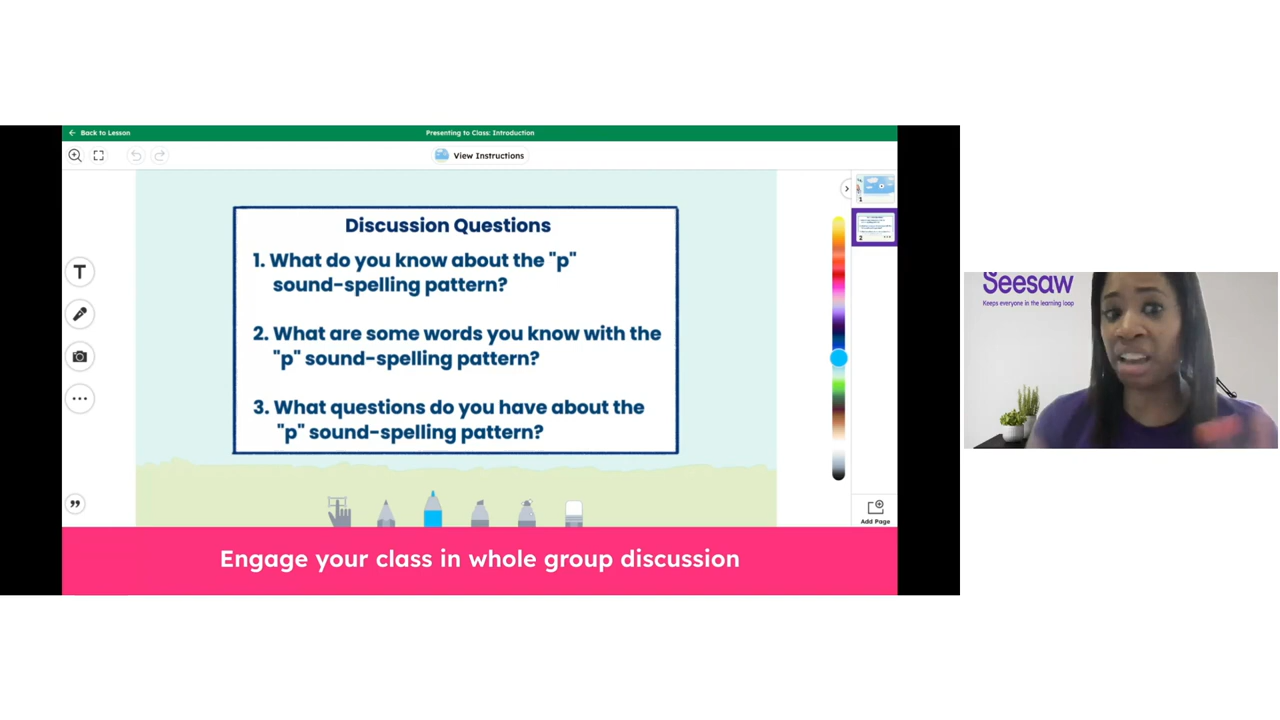 Back to Lesson
Presenting to Class: Introduction
View Instructions
Discussion Questions
1. What do you know about the "p"
sound-spelling pattern?
2. What are some words you know with the
"p" sound-spelling pattern?
3. What questions do you have about the
"p" sound-spelling pattern?
T
1
2
Add Page
Engage your class in whole group discussion
Seesaw
Keeps everyone in the learning loop